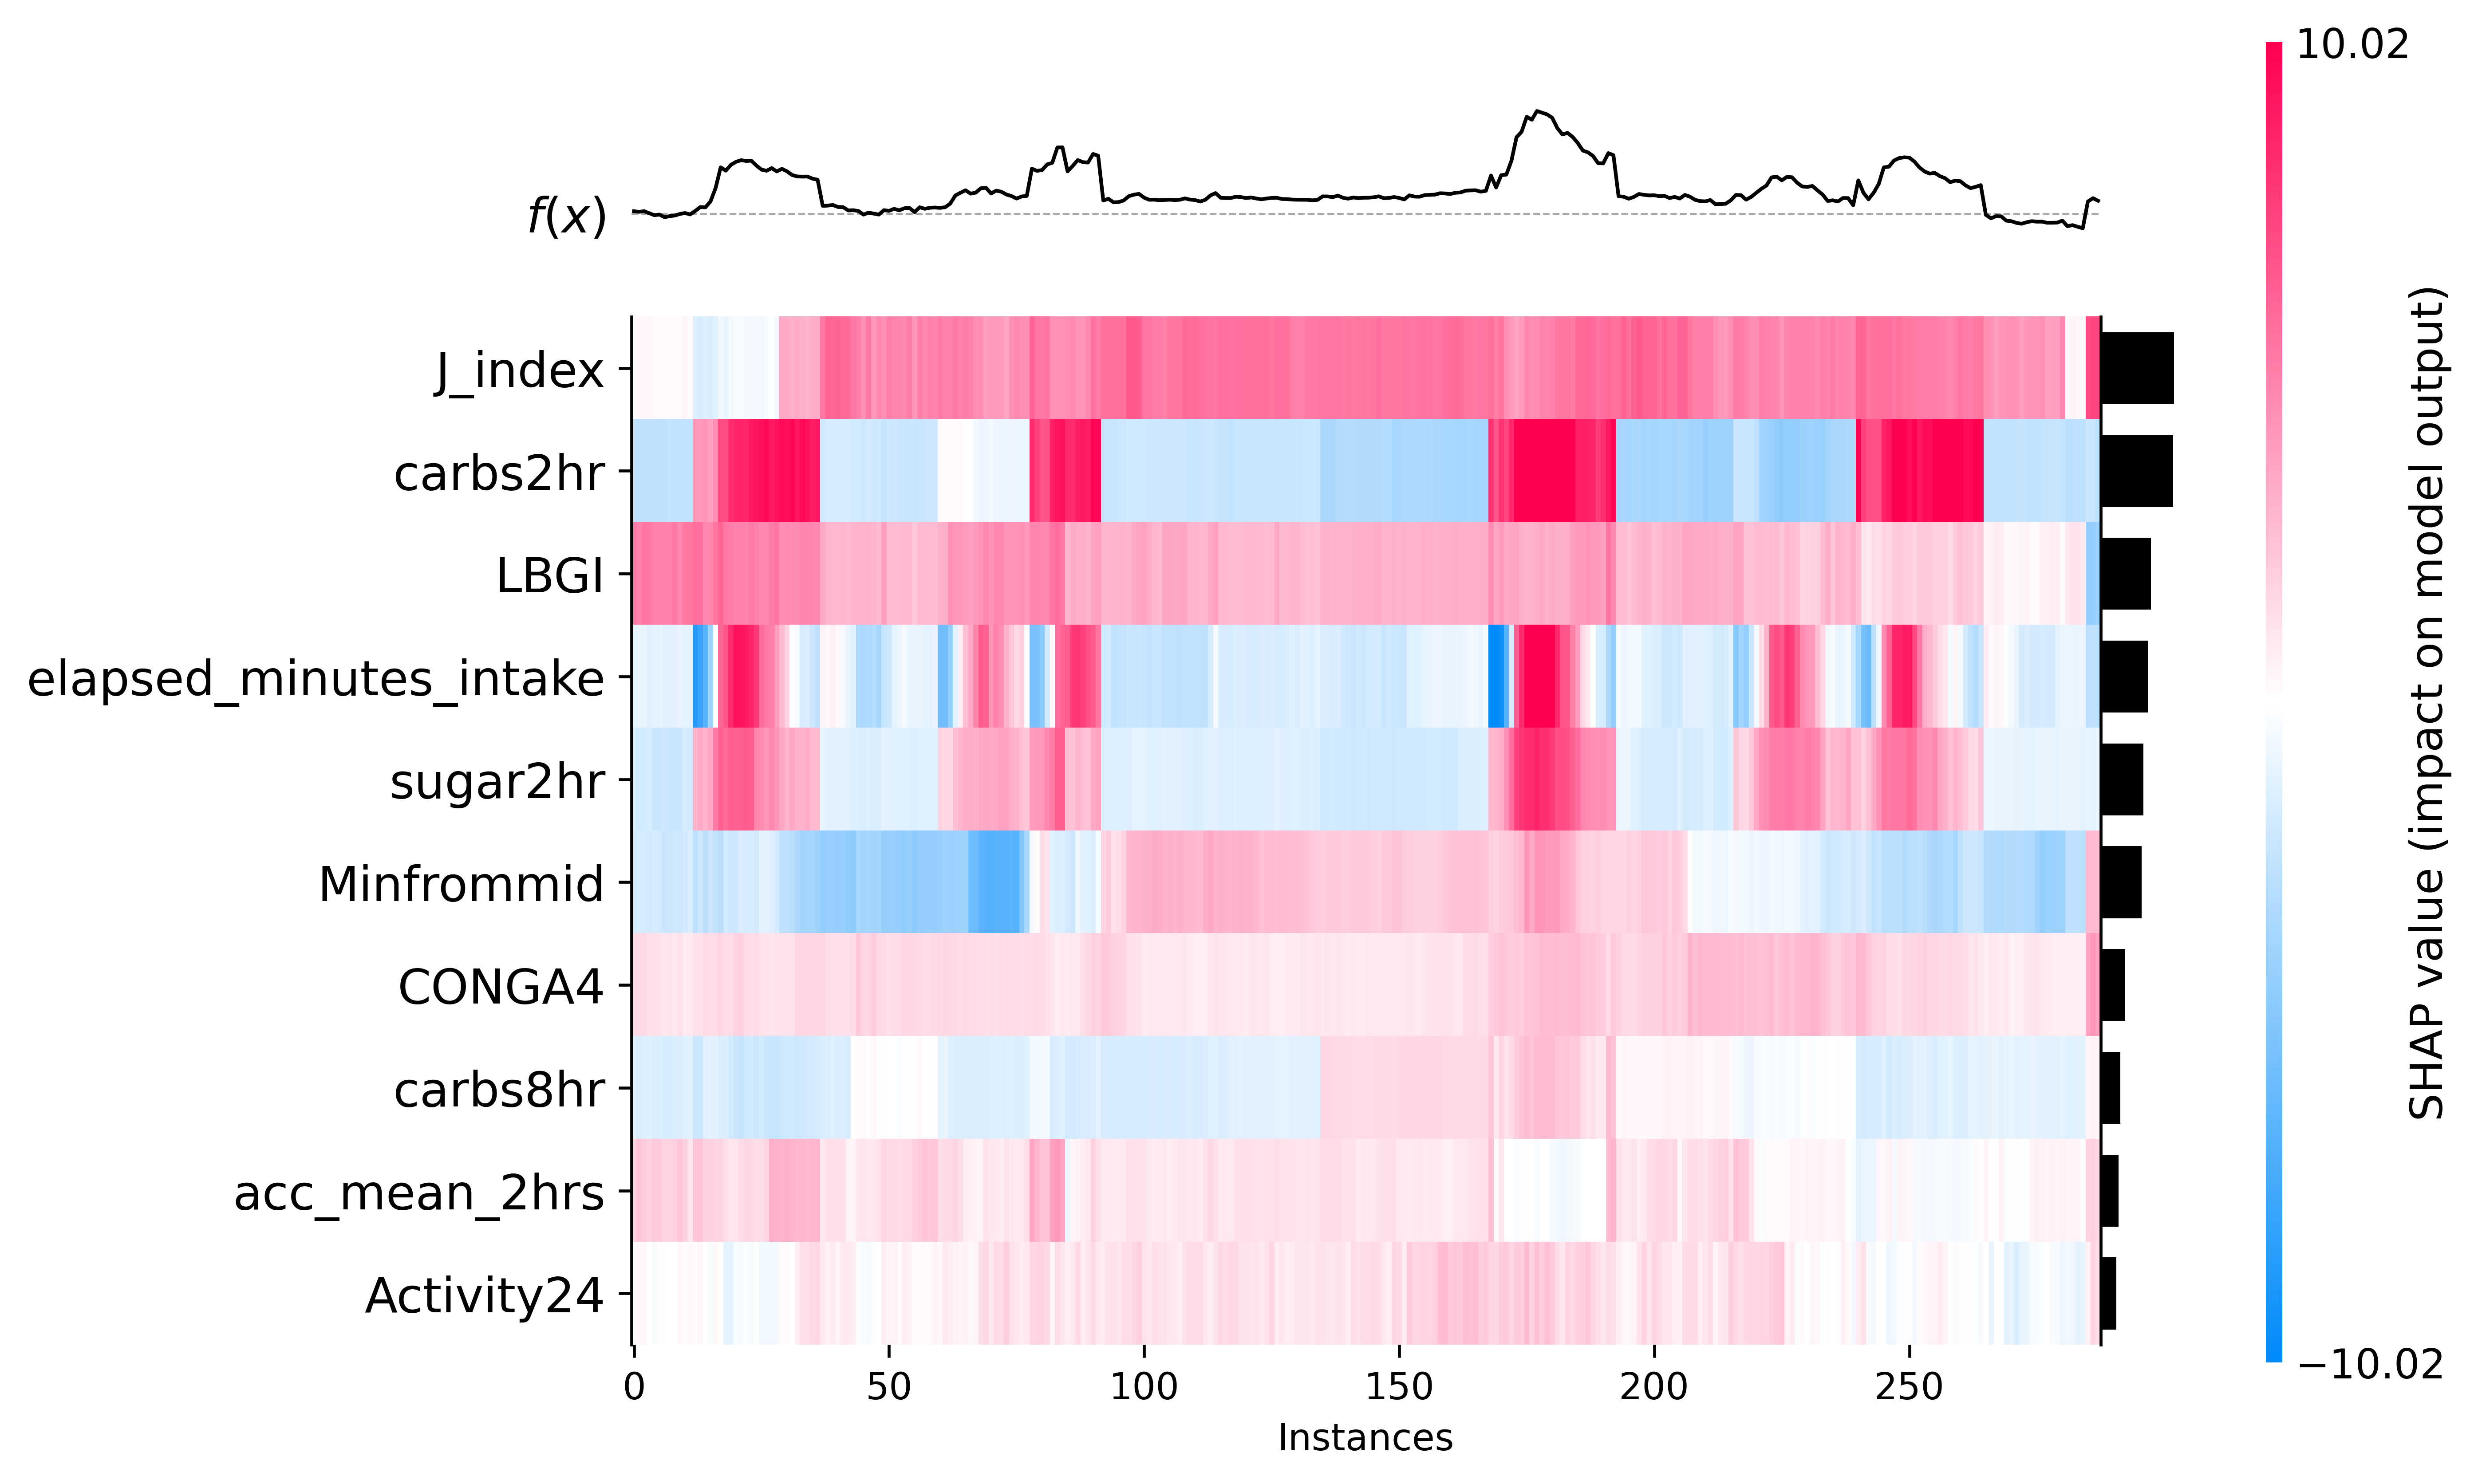 10.02
f(x)
J_index
carbs2hr
LBGI
elapsed_minutes_intake
sugar2hr
Minfrommid
CONGA4
carbs8hr
acc_mean_2hrs
Activity24
0 50 100 150 200 250
Instances
SHAP value (impact on model output)
−10.02